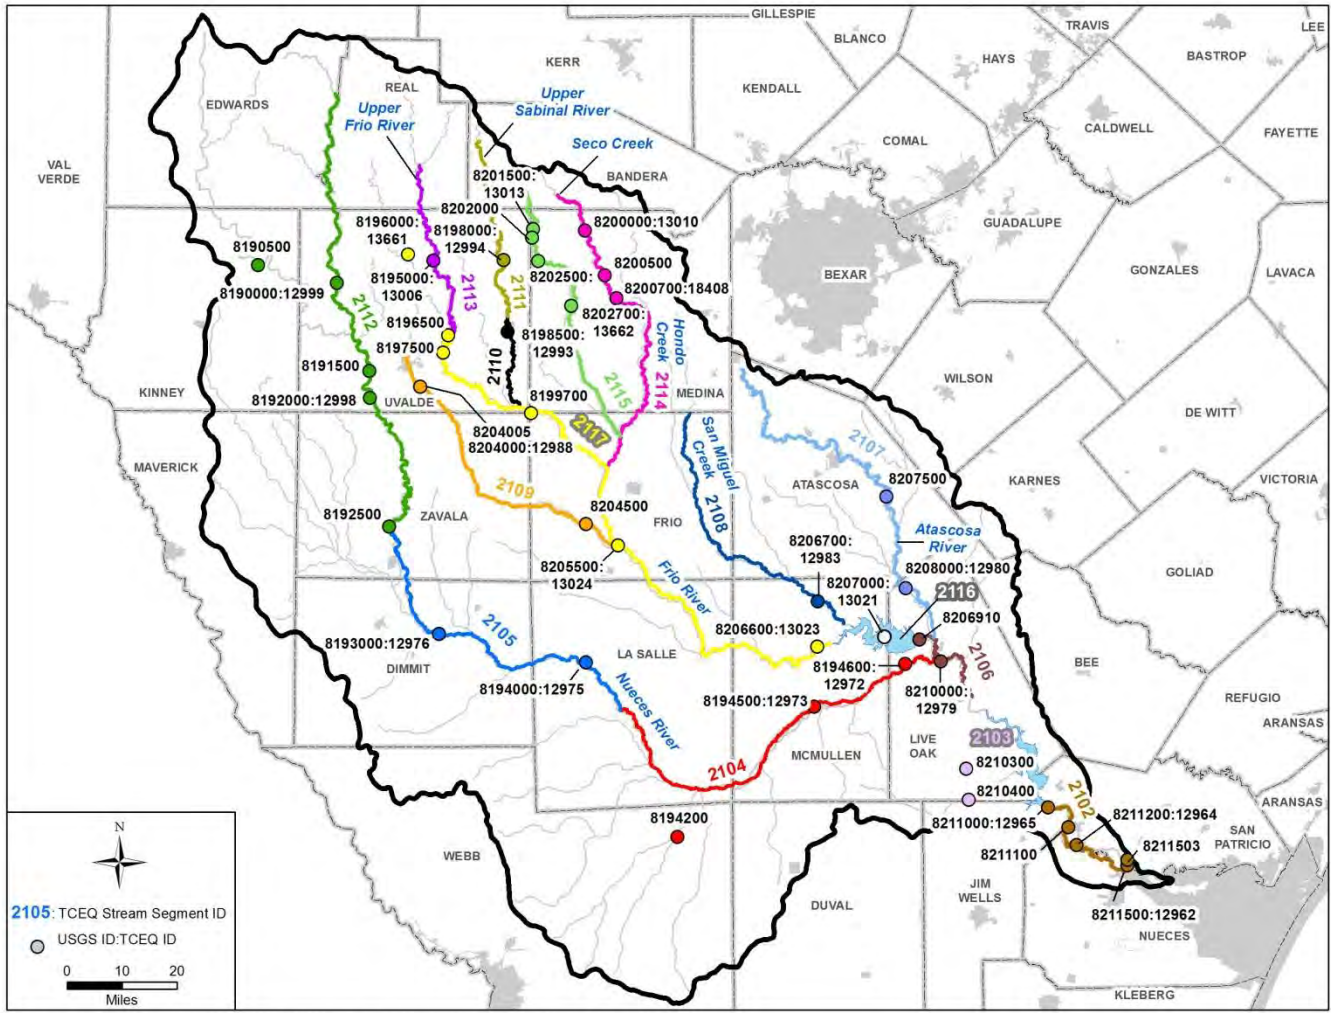 GILLESPIE
TRAVIS
LEE
BLANCO
HAYS
BASTROP
KERR
REAL
KENDALL
EDWARDS
Upper
Frio River
Upper
Sabinal River
CALDWELL
FAYETTE
COMAL
Seco Creek
VAL
VERDE
BANDERA
8201500:
13013
8202000
8196000:
13661
8198000:
12994
8200000:13010
GUADALUPE
8190500
8195000:
13006
8202500:
8200500
BEXAR
GONZALES
LAVACA
8190000:12999
2112
2113
2111
8200700:18408
8202700:
13662
8196500
8197500
8198500:
12993
Hondo
Creek
2110
8191500
2115
2114
WILSON
KINNEY
8192000:12998
UVALDE
8199700
MEDINA
DE WITT
8204005
8204000:12988
2117
San Miguel
Creek
2108
2107
MAVERICK
8207500
KARNES
VICTORIA
ATASCOSA
2109
8192500
ZAVALA
8204500
FRIO
Atascosa
River
8206700:
12983
8205500:
13024
Frio River
8207000:
13021
8208000:12980
GOLIAD
2116
8206910
8193000:12976
2105
8206600:13023
DIMMIT
LA SALLE
8194600:
12972
2106
BEE
8194000:12975
Nueces River
8210000:
12979
REFUGIO
8194500:12973
LIVE
OAK
2103
ARANSAS
MCMULLEN
2104
8210300
8210400
2102
ARANSAS
8194200
8211000:12965
8211200:12964
SAN
PATRICIO
8211100
8211503
WEBB
DUVAL
JIM
WELLS
8211500:12962
NUECES
KLEBERG
N
2105: TCEQ Stream Segment ID
USGS ID:TCEQ ID
0 10 20
Miles